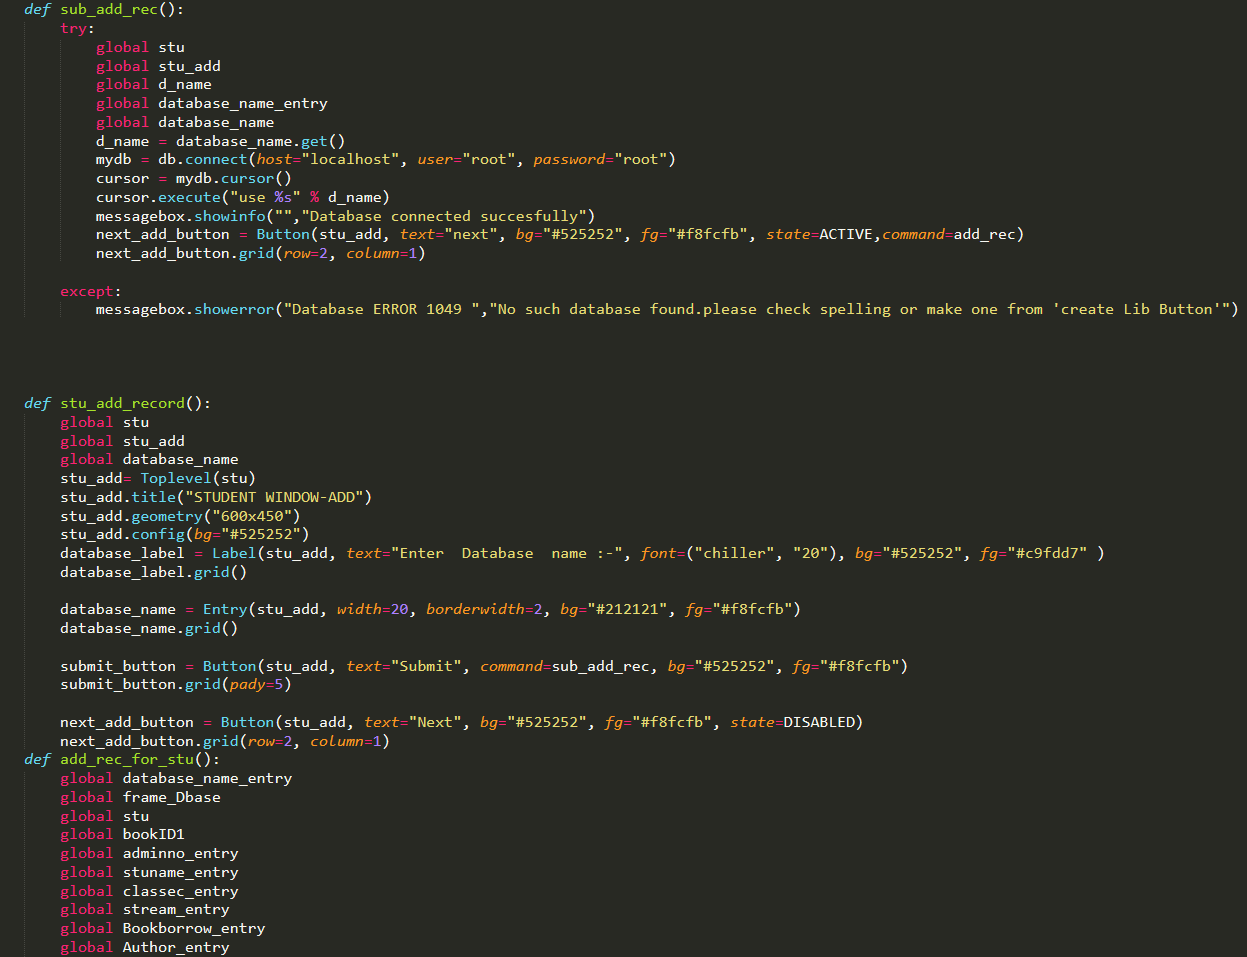 def sub_add_rec():
    try:
        global stu
        global stu_add
        global d_name
        global database_name_entry
        global database_name
        d_name = database_name.get()
        mydb = db.connect(host="localhost", user="root", password="root")
        cursor = mydb.cursor()
        cursor.execute("use %s" % d_name)
        messagebox.showinfo("","Database connected succesfully")
        next_add_button = Button(stu_add, text="next", bg="#525252", fg="#f8fcfb", state=ACTIVE,command=add_rec)
        next_add_button.grid(row=2, column=1)

    except:
        messagebox.showerror("Database ERROR 1049 ","No such database found.please check spelling or make one from 'create Lib Button'")

def stu_add_record():
    global stu
    global stu_add
    global database_name
    stu_add= Toplevel(stu)
    stu_add.title("STUDENT WINDOW-ADD")
    stu_add.geometry("600x450")
    stu_add.config(bg="#525252")
    database_label = Label(stu_add, text="Enter  Database  name :-", font=("chiller", "20"), bg="#525252", fg="#c9fdd7" )
    database_label.grid()

    database_name = Entry(stu_add, width=20, borderwidth=2, bg="#212121", fg="#f8fcfb")
    database_name.grid()

    submit_button = Button(stu_add, text="Submit", command=sub_add_rec, bg="#525252", fg="#f8fcfb")
    submit_button.grid(pady=5)

    next_add_button = Button(stu_add, text="Next", bg="#525252", fg="#f8fcfb", state=DISABLED)
    next_add_button.grid(row=2, column=1)
def add_rec_for_stu():
    global database_name_entry
    global frame_Dbase
    global stu
    global bookID1
    global adminno_entry
    global stuname_entry
    global classec_entry
    global stream_entry
    global Bookborrow_entry
    global Author_entry